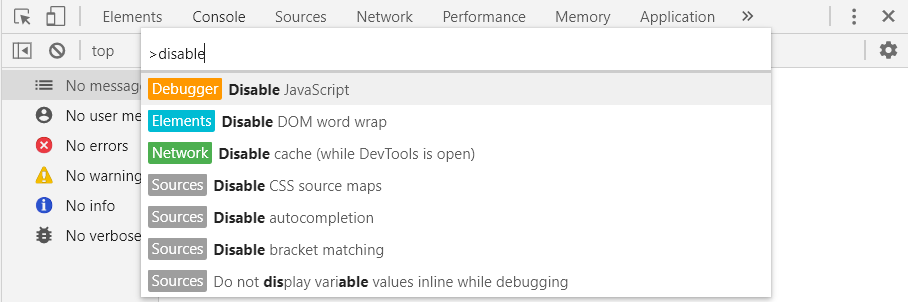 Elements Console Sources Network Performance Memory Application »
top
>disable
Debugger Disable JavaScript
Elements Disable DOM word wrap
Network Disable cache (while DevTools is open)
Sources Disable CSS source maps
Sources Disable autocompletion
Sources Disable bracket matching
Sources Do not display variable values inline while debugging
No messag
No user me
No errors
No warning
No info
No verbose